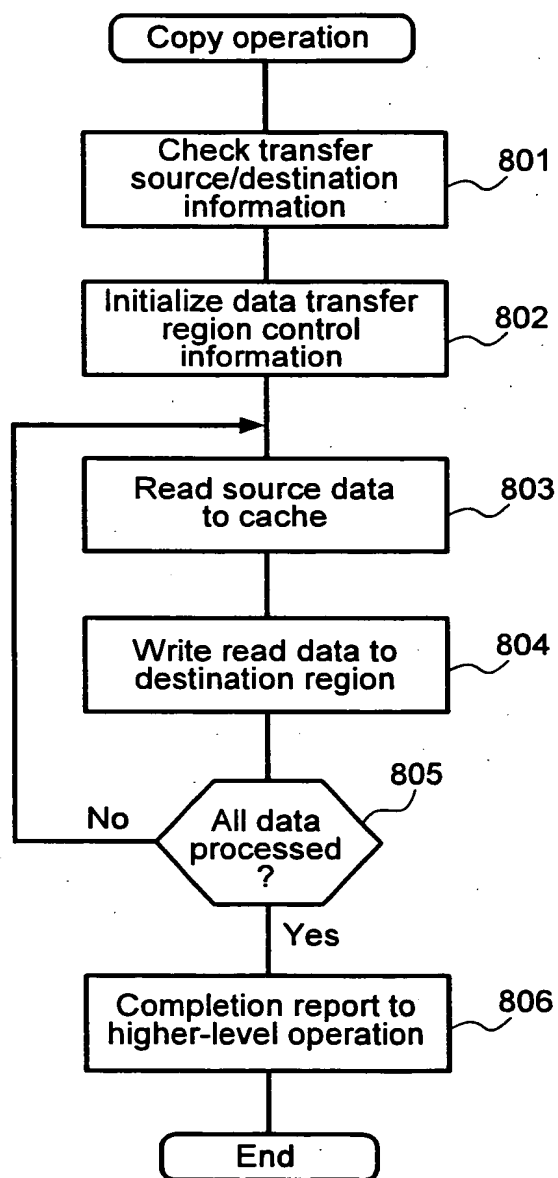 Copy operation
Check transfer
source/destination
information
801
Initialize data transfer
region control
information
802
Read source data
to cache
803
Write read data to
destination region
804
805
No
All data
processed
?
Yes
Completion report to
higher-level operation
806
End